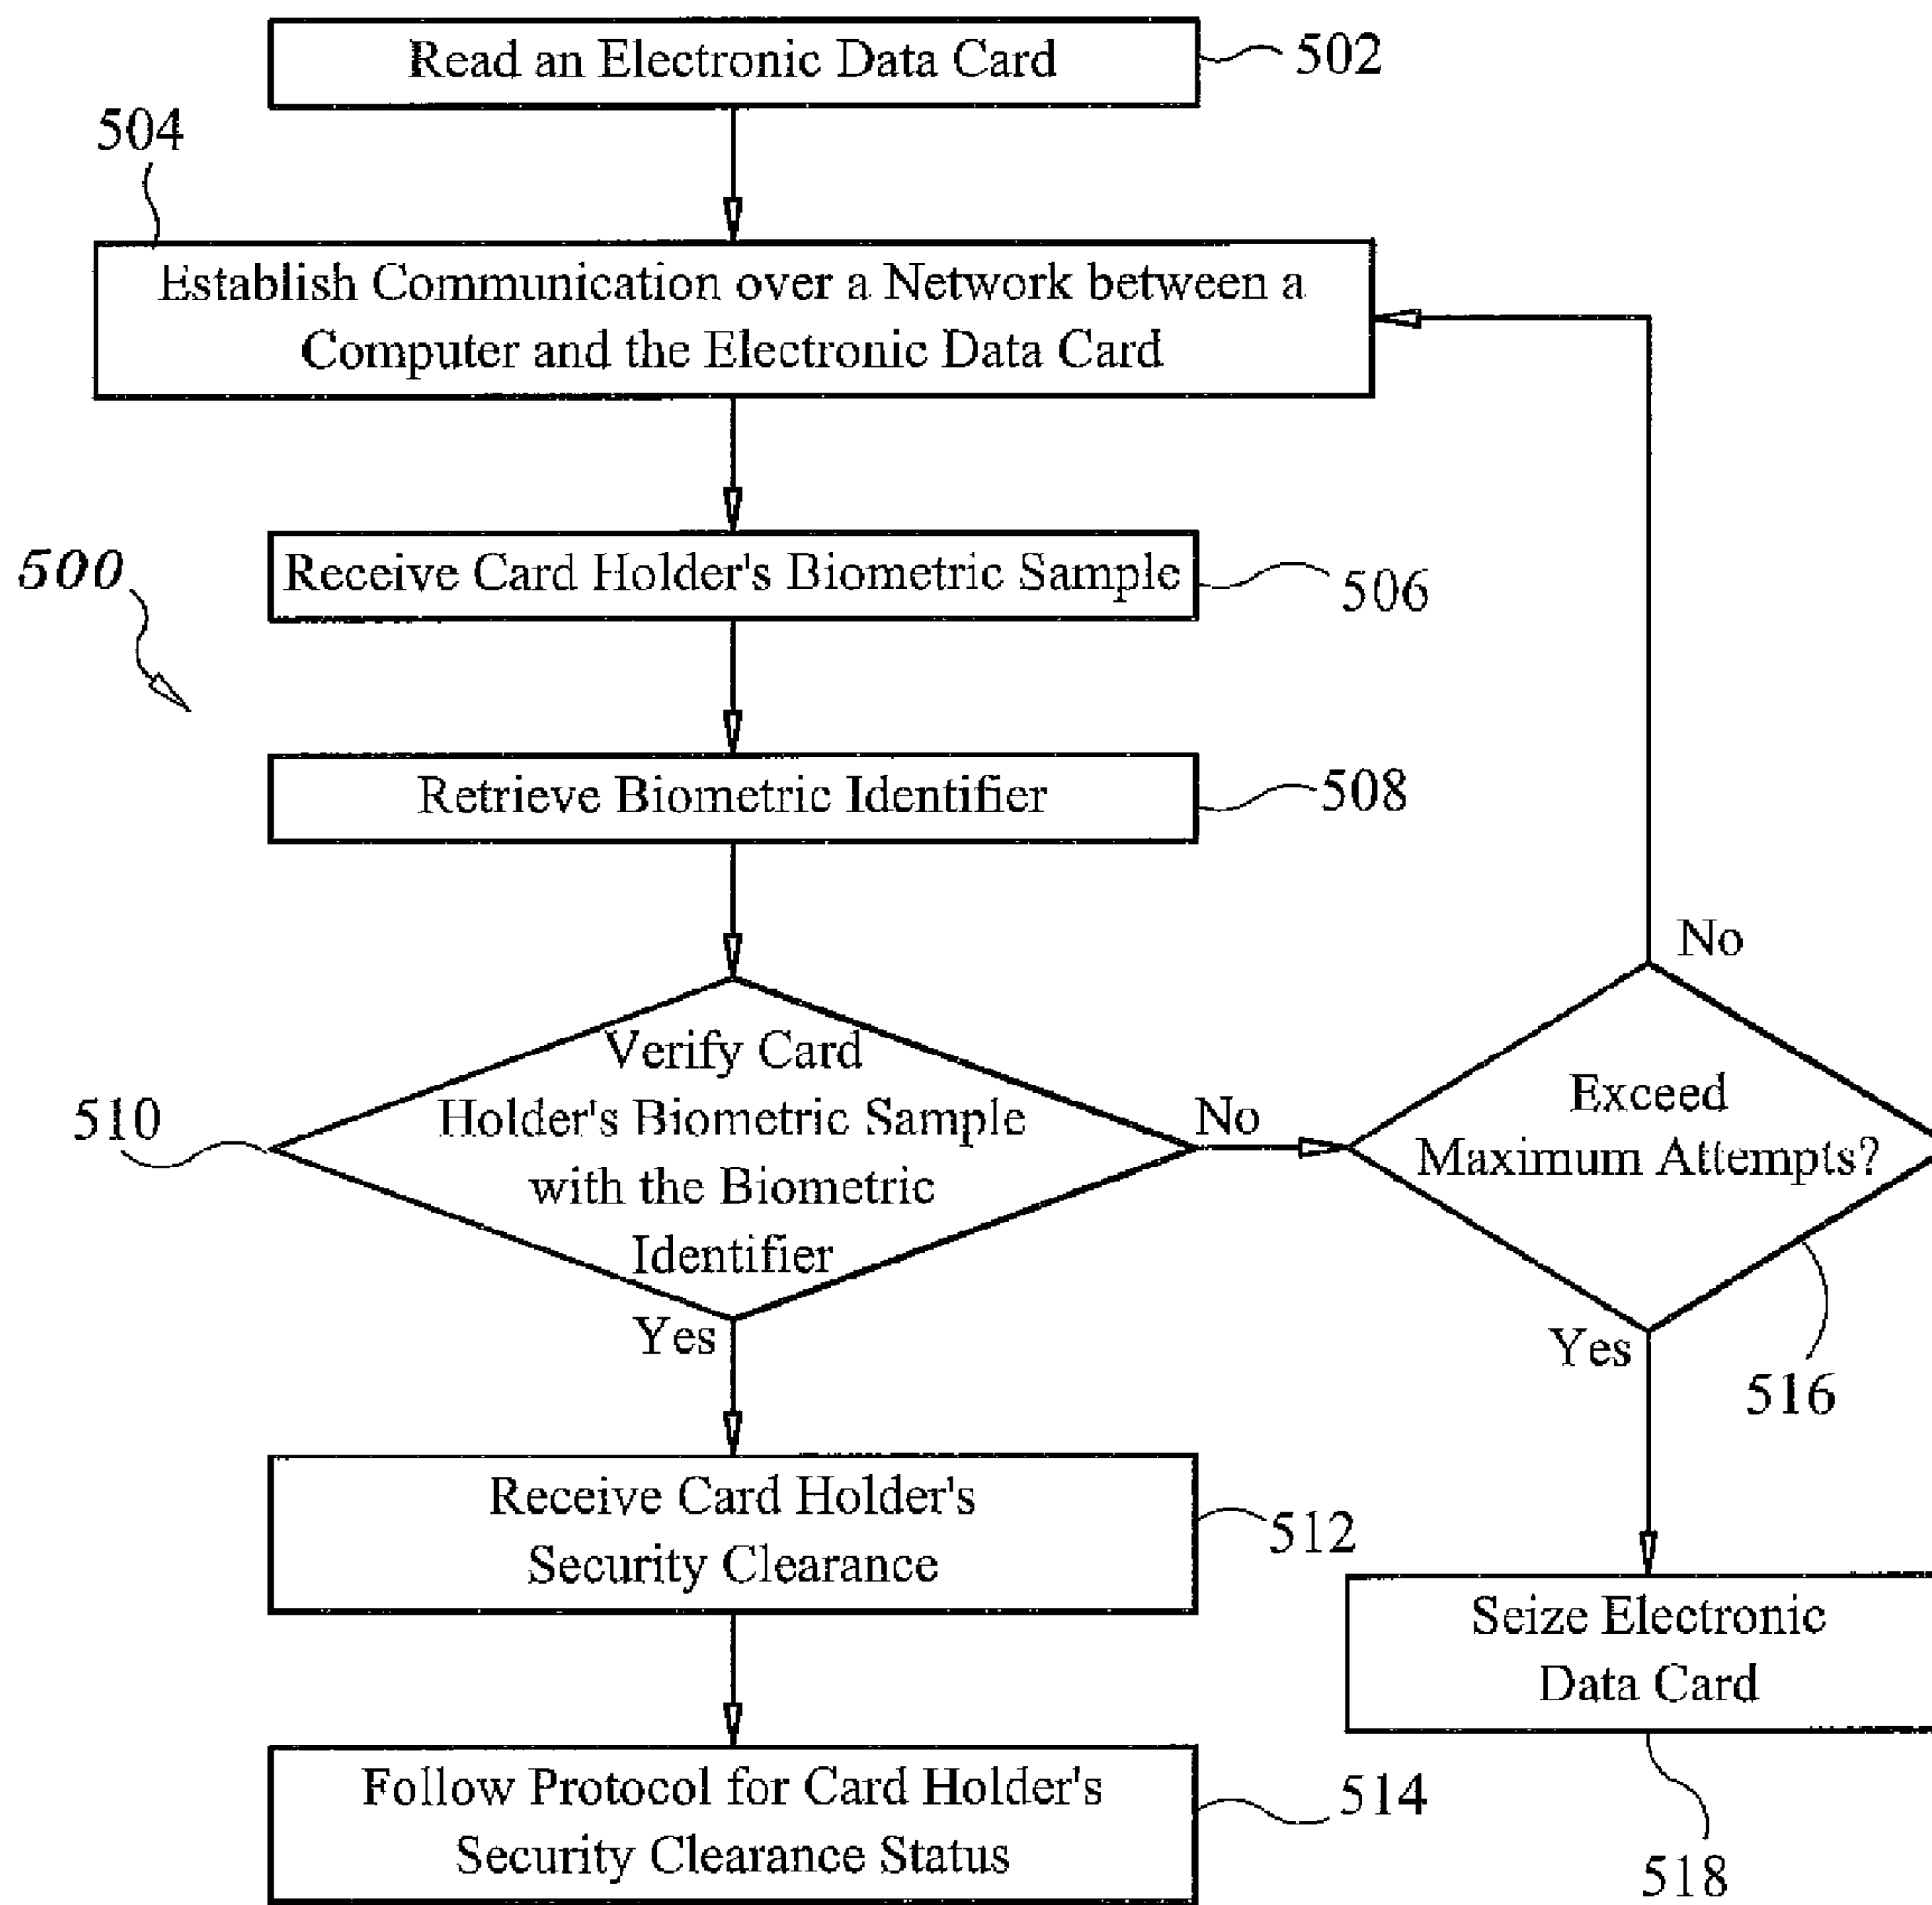 Read an Electronic Data Card
502
504
Establish Communication over a Network between a
Computer and the Electronic Data Card
500
Receive Card Holder's Biometric Sample
506
Retrieve Biometric Identifier
508
No
510
Verify Card
Holder's Biometric Sample
with the Biometric
Identifier
No
Exceed
Maximum Attempts?
Yes
Yes
516
Receive Card Holder's
Security Clearance
512
Seize Electronic
Data Card
Follow Protocol for Card Holder's
Security Clearance Status
514
518